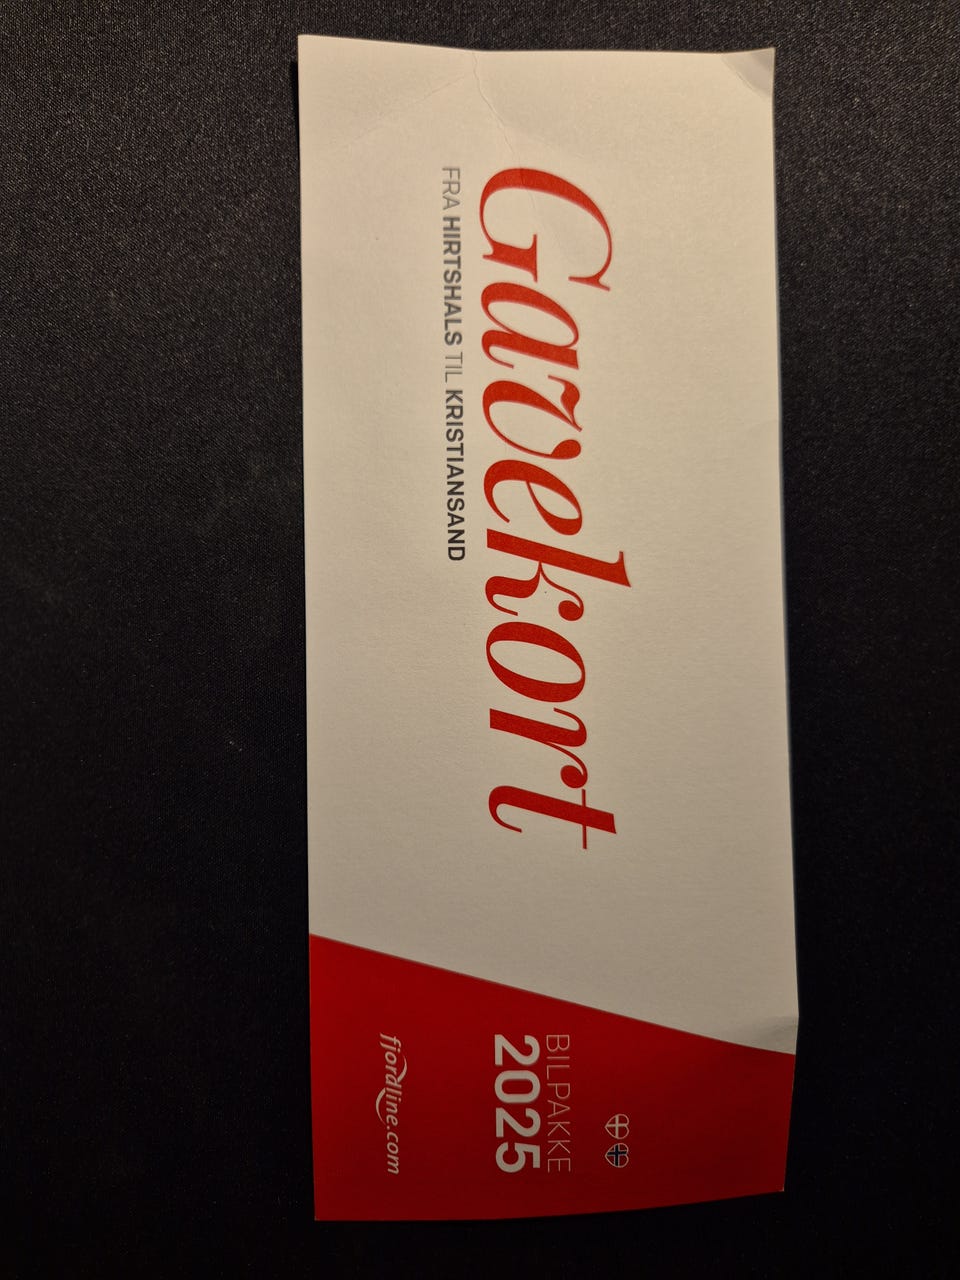 Gavekort
FRA HIRTSHALS TIL KRISTIANSAND
BILPAKKE
2025
fjordline.com